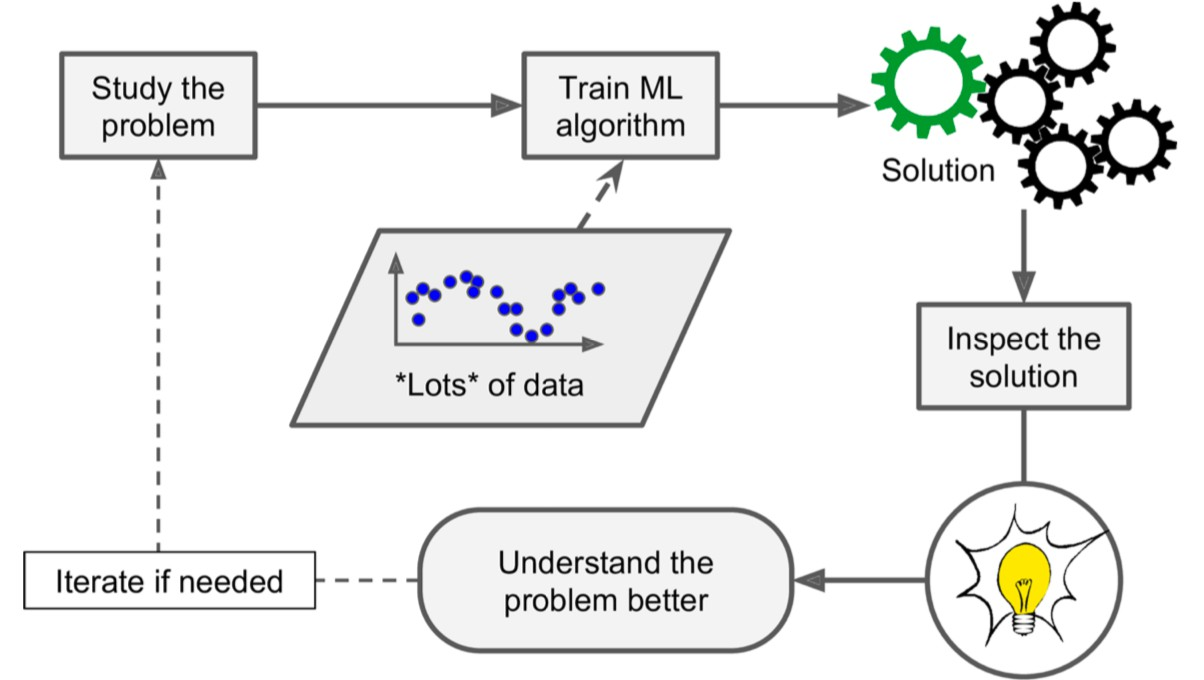 Study the
problem
Train ML
algorithm
Solution
*Lots* of data
Inspect the
solution
Understand the
problem better
Iterate if needed